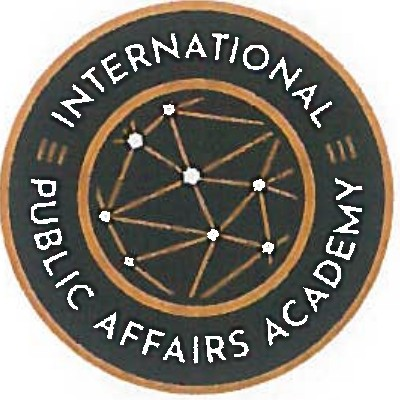 INTERNATIONAL
PUBLIC AFFAIRS ACADEMY